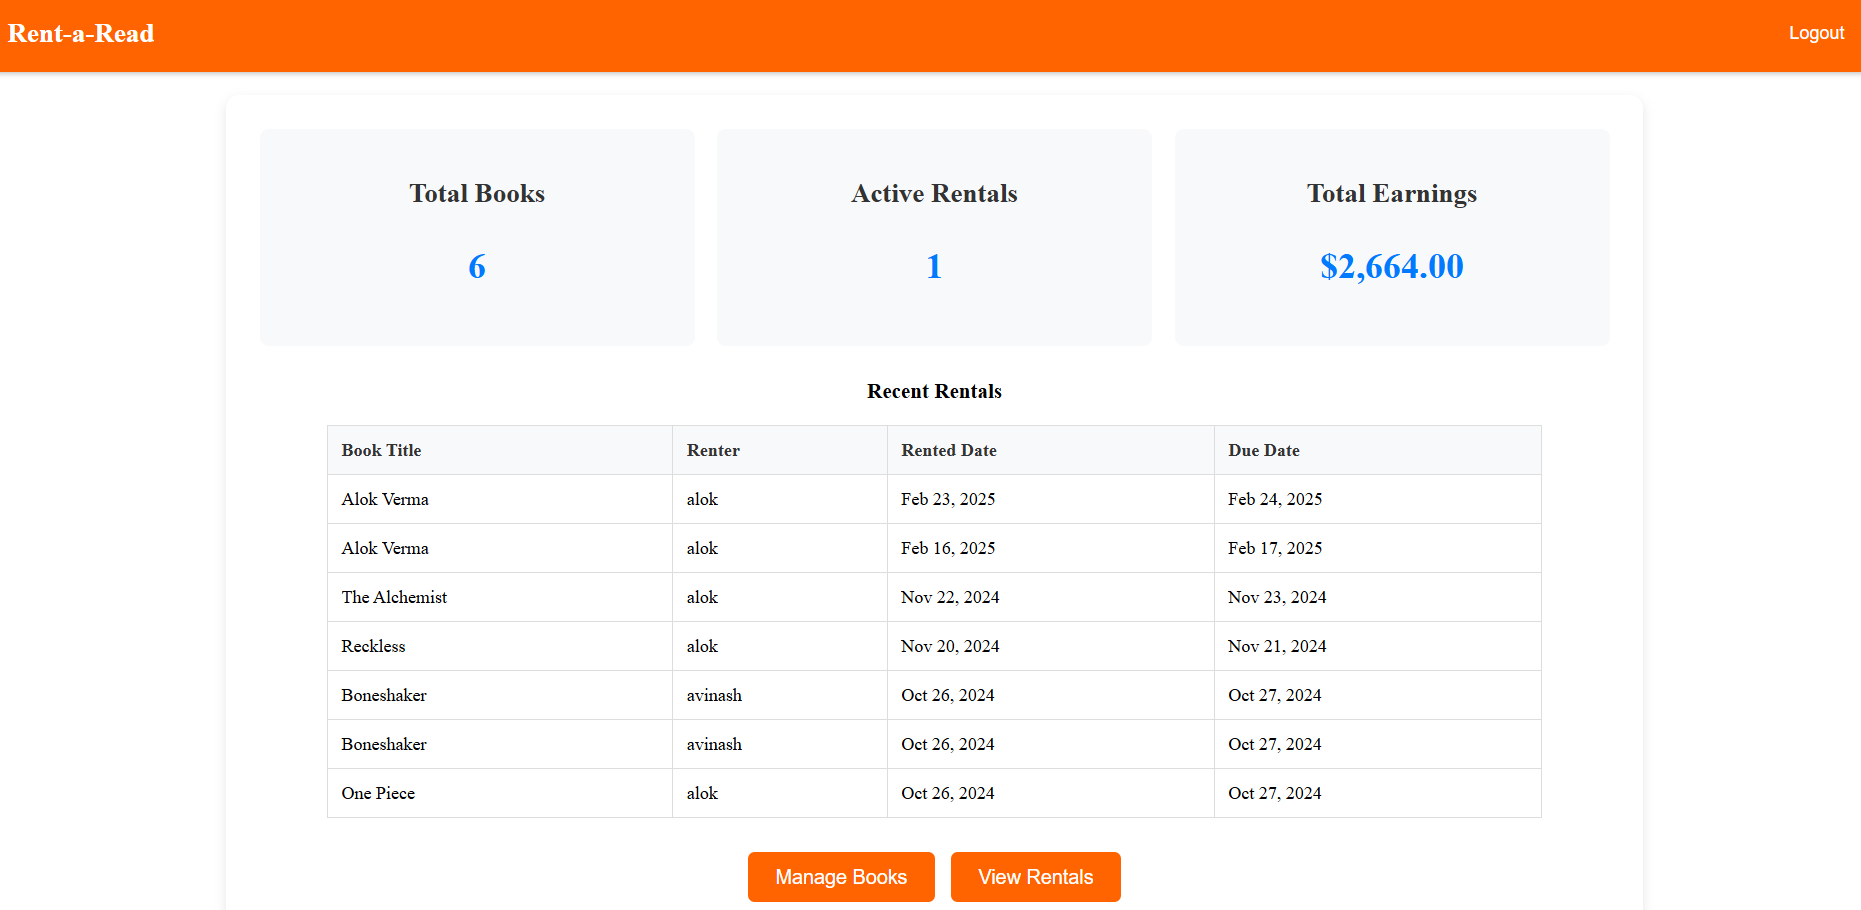 Rent-a-Read Logout
Total Books Active Rentals Total Earnings
6 1 $2,664.00
Recent Rentals
Book Title Renter Rented Date Due Date
Alok Verma alok Feb 23, 2025 Feb 24, 2025
Alok Verma alok Feb 16, 2025 Feb 17, 2025
The Alchemist alok Nov 22, 2024 Nov 23, 2024
Reckless alok Nov 20, 2024 Nov 21, 2024
Boneshaker avinash Oct 26, 2024 Oct 27, 2024
Boneshaker avinash Oct 26, 2024 Oct 27, 2024
One Piece alok Oct 26, 2024 Oct 27, 2024
Manage Books View Rentals